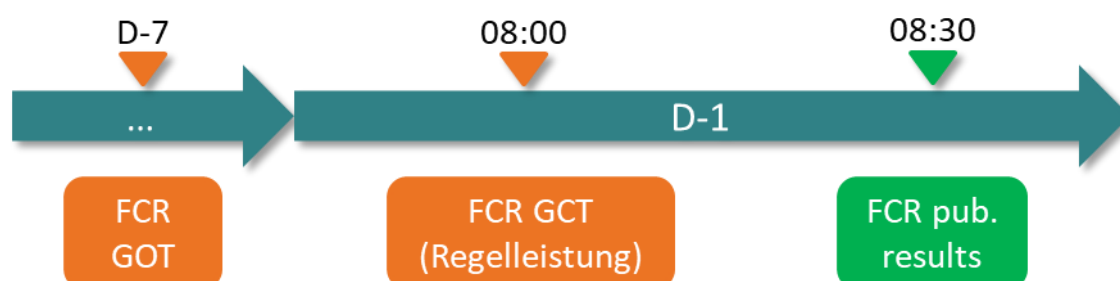 D-7
08:00
08:30
...
D-1
FCR
GOT
FCR GCT
(Regelleistung)
FCR pub.
results